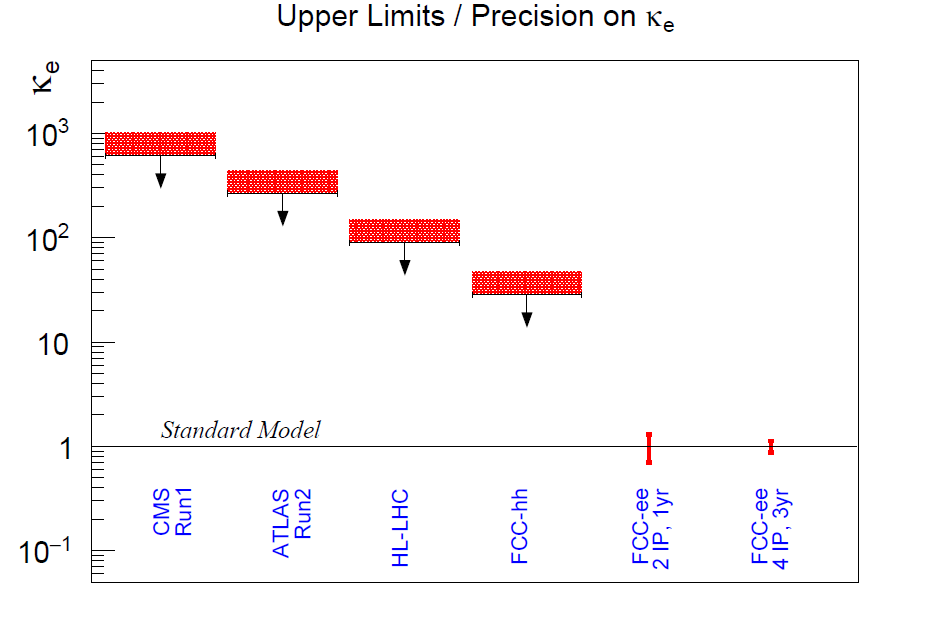 Upper Limits / Precision on κe
κe
10³
10²
10
1
10⁻¹
Standard Model
CMS
Run1
ATLAS
Run2
HL-LHC
FCC-hh
FCC-ee
2 IP, 1yr
FCC-ee
4 IP, 3yr